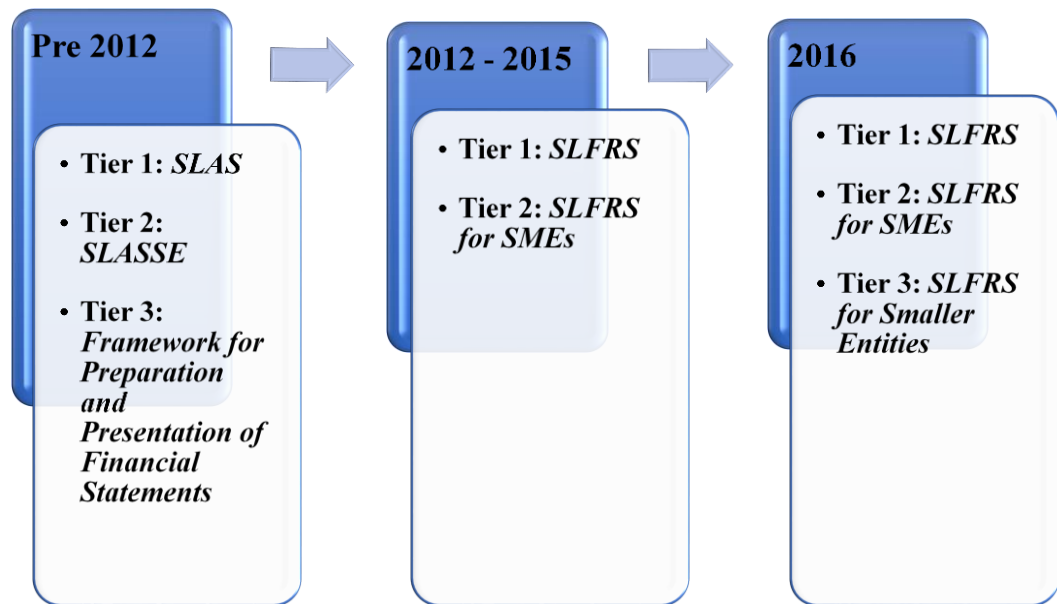 Pre 2012
• Tier 1: SLAS
• Tier 2:
SLASSE
• Tier 3:
Framework for
Preparation
and
Presentation of
Financial
Statements
2012 - 2015
• Tier 1: SLFRS
• Tier 2: SLFRS
for SMEs
2016
• Tier 1: SLFRS
• Tier 2: SLFRS
for SMEs
• Tier 3: SLFRS
for Smaller
Entities